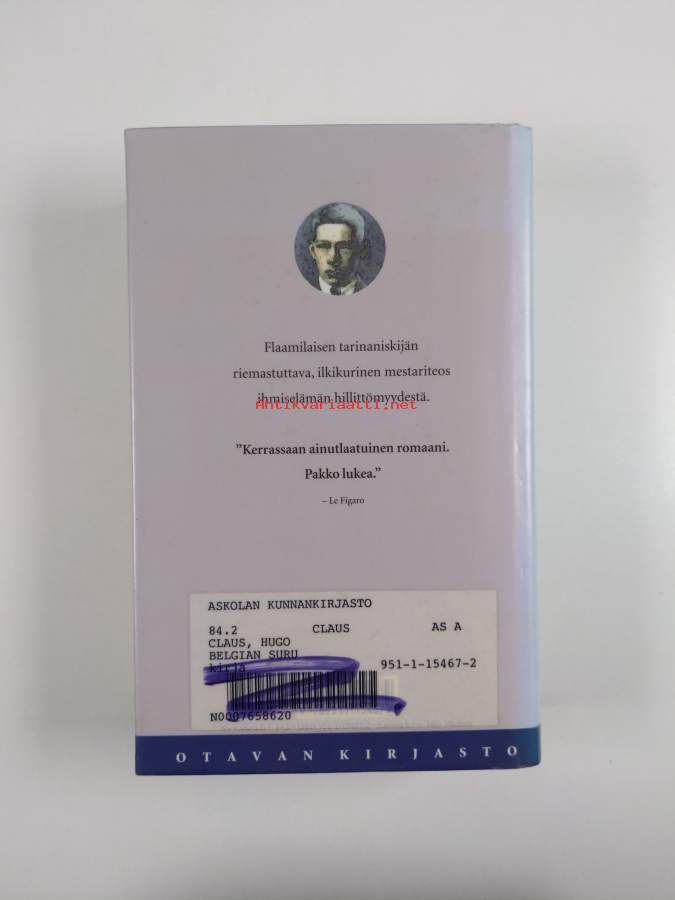 Flaamilaisen tarinaniskijän
riemastuttava, ilkikurinen mestariteos
ihmiselämän hillittömyydestä.
Antikvariaatti.net
"Kerrassaan ainutlaatuinen romaani.
Pakko lukea."
– Le Figaro
ASKOLAN KUNNANKIRJASTO
84.2 CLAUS AS A
CLAUS, HUGO
BELGIAN SURU
kirja 951-1-15467-2
N0007658620
OTAVAN KIRJASTO